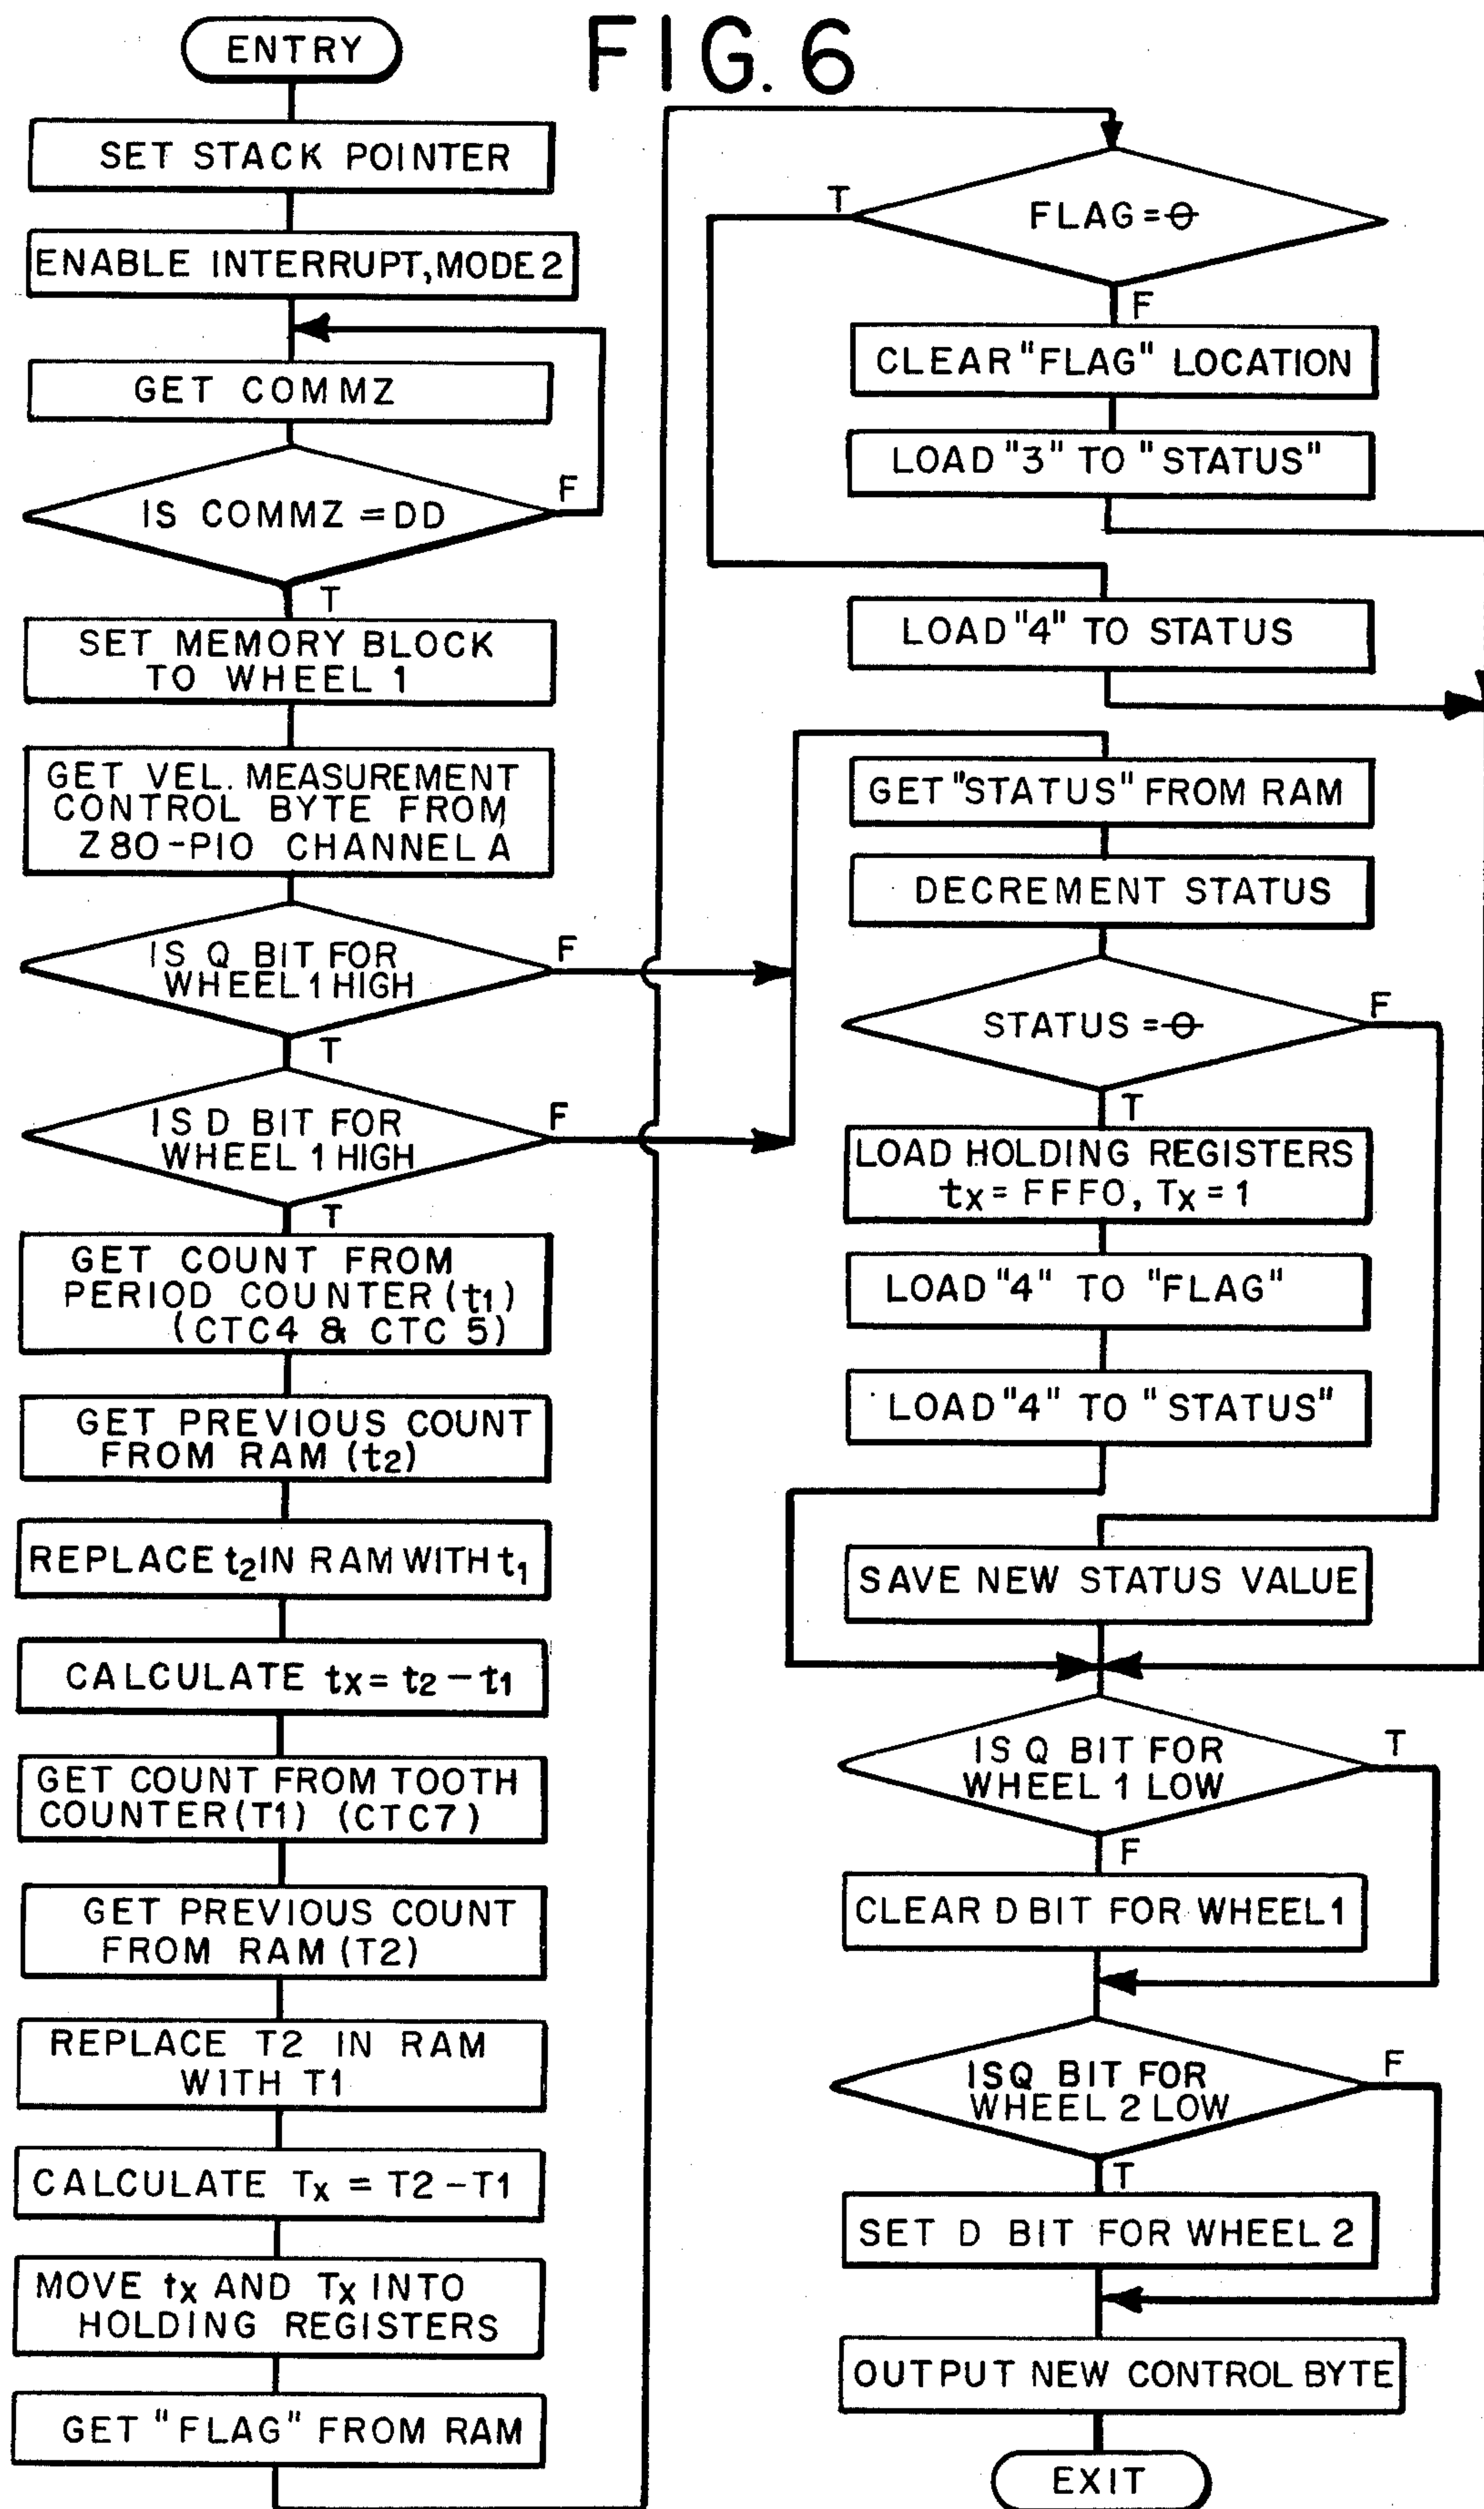 FIG. 6
ENTRY
SET STACK POINTER
ENABLE INTERRUPT, MODE 2
GET COMMZ
IS COMMZ = DD
F
T
SET MEMORY BLOCK
TO WHEEL 1
GET VEL. MEASUREMENT
CONTROL BYTE FROM
Z80-PIO CHANNEL A
IS Q BIT FOR
WHEEL 1 HIGH
F
T
IS D BIT FOR
WHEEL 1 HIGH
F
T
GET COUNT FROM
PERIOD COUNTER (t1)
(CTC4 & CTC 5)
GET PREVIOUS COUNT
FROM RAM (t2)
REPLACE t2 IN RAM WITH t1
CALCULATE tx = t2 - t1
GET COUNT FROM TOOTH
COUNTER (T1) (CTC7)
GET PREVIOUS COUNT
FROM RAM (T2)
REPLACE T2 IN RAM
WITH T1
CALCULATE Tx = T2 - T1
MOVE tx AND Tx INTO
HOLDING REGISTERS
GET "FLAG" FROM RAM
T
FLAG = 0
F
CLEAR "FLAG" LOCATION
LOAD "3" TO "STATUS"
LOAD "4" TO STATUS
GET "STATUS" FROM RAM
DECREMENT STATUS
STATUS = 0
F
T
LOAD HOLDING REGISTERS
tx = FFF0, Tx = 1
LOAD "4" TO "FLAG"
LOAD "4" TO "STATUS"
SAVE NEW STATUS VALUE
IS Q BIT FOR
WHEEL 1 LOW
T
F
CLEAR D BIT FOR WHEEL 1
IS Q BIT FOR
WHEEL 2 LOW
F
T
SET D BIT FOR WHEEL 2
OUTPUT NEW CONTROL BYTE
EXIT